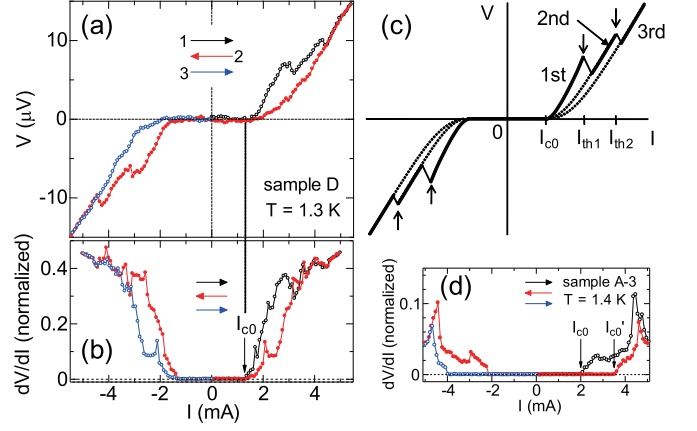 (a)
1
2
3
V (μV)
10
0
-10
sample D
T = 1.3 K
(b)
dV/dI (normalized)
0.4
0.2
0
I_c0
-4 -2 0 2 4
I (mA)
(c)
V
2nd
3rd
1st
0
I_c0 I_th1 I_th2 I
(d)
sample A-3
T = 1.4 K
dV/dI (normalized)
0.1
0
I_c0 I_c0'
-4 -2 0 2 4
I (mA)